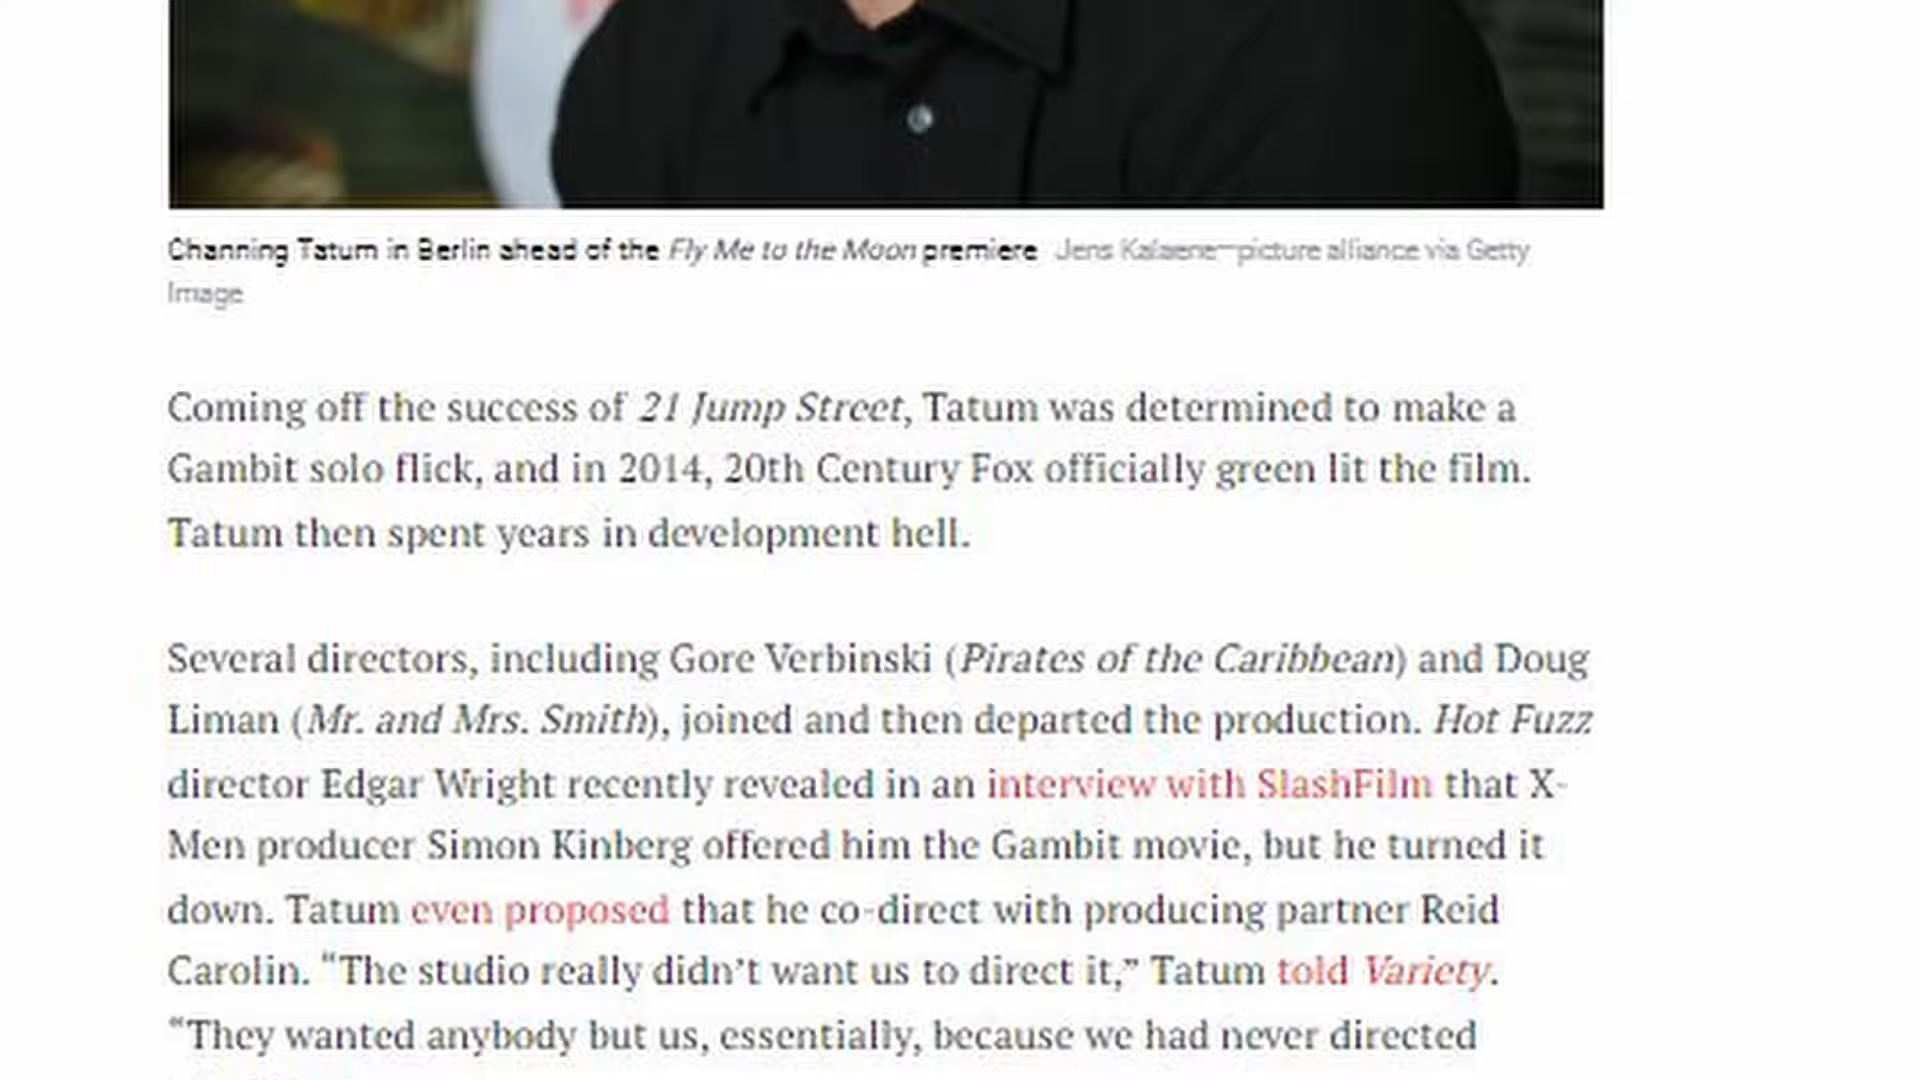 Channing Tatum in Berlin ahead of the Fly Me to the Moon premiere Jens Kalaene—picture alliance via Getty
Image
Coming off the success of 21 Jump Street, Tatum was determined to make a
Gambit solo flick, and in 2014, 20th Century Fox officially green lit the film.
Tatum then spent years in development hell.
Several directors, including Gore Verbinski (Pirates of the Caribbean) and Doug
Liman (Mr. and Mrs. Smith), joined and then departed the production. Hot Fuzz
director Edgar Wright recently revealed in an interview with SlashFilm that X-
Men producer Simon Kinberg offered him the Gambit movie, but he turned it
down. Tatum even proposed that he co-direct with producing partner Reid
Carolin. “The studio really didn’t want us to direct it,” Tatum told Variety.
“They wanted anybody but us, essentially, because we had never directed